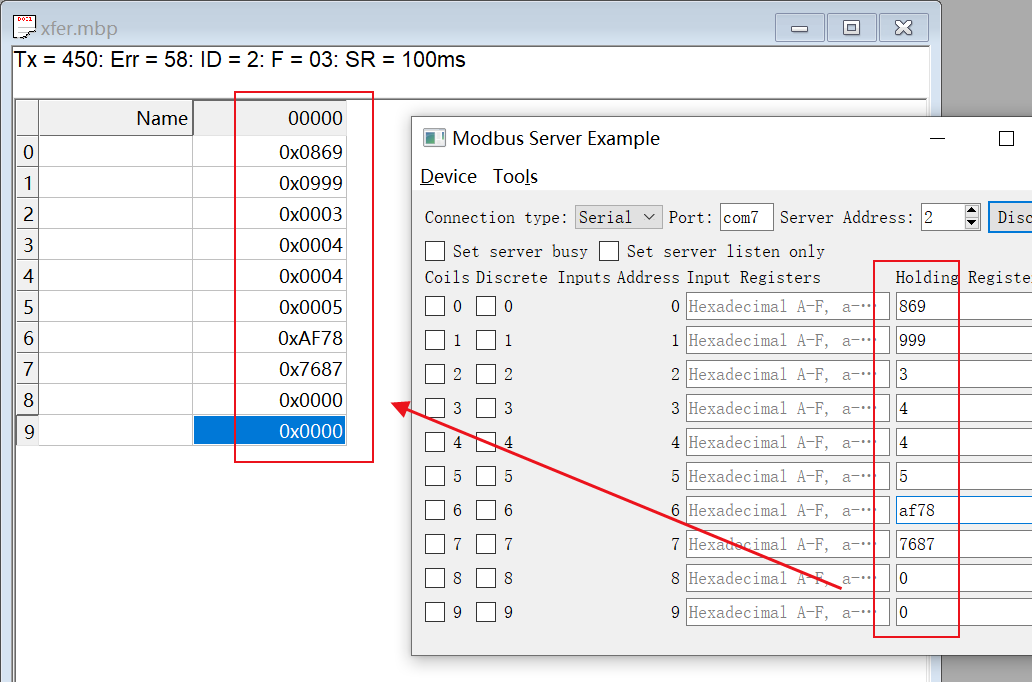 xfer.mbp
Tx = 450: Err = 58: ID = 2: F = 03: SR = 100ms
Name 00000
0 0x0869
1 0x0999
2 0x0003
3 0x0004
4 0x0004
5 0x0005
6 0xAF78
7 0x7687
8 0x0000
9 0x0000
Modbus Server Example
Device Tools
Connection type: Serial Port: com7 Server Address: 2 Disc
Set server busy Set server listen only
Coils Discrete Inputs Address Input Registers Holding Registe
0 0 0 Hexadecimal A-F, a-… 869
1 1 1 Hexadecimal A-F, a-… 999
2 2 2 Hexadecimal A-F, a-… 3
3 3 3 Hexadecimal A-F, a-… 4
4 4 4 Hexadecimal A-F, a-… 4
5 5 5 Hexadecimal A-F, a-… 5
6 6 6 Hexadecimal A-F, a-… af78
7 7 7 Hexadecimal A-F, a-… 7687
8 8 8 Hexadecimal A-F, a-… 0
9 9 9 Hexadecimal A-F, a-… 0